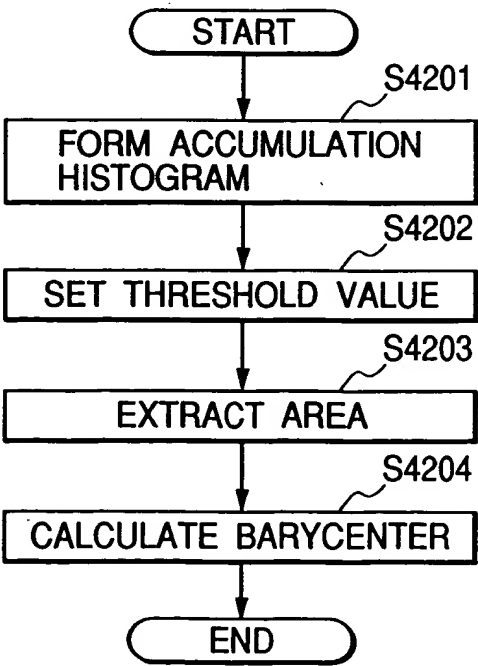 START
S4201
FORM ACCUMULATION
HISTOGRAM
S4202
SET THRESHOLD VALUE
S4203
EXTRACT AREA
S4204
CALCULATE BARYCENTER
END